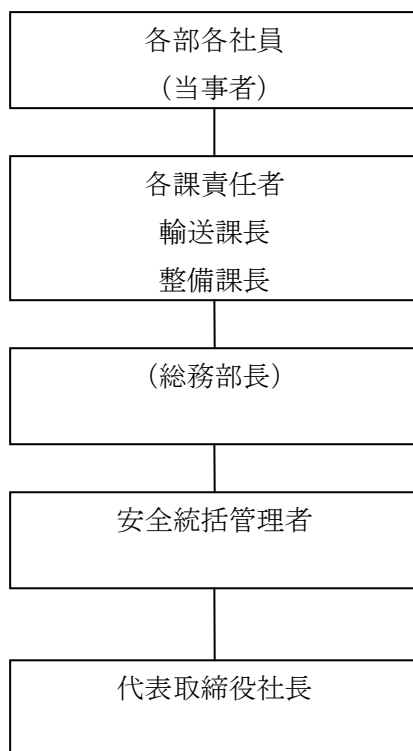 各部各社員
(当事者)
各課責任者
輸送課長
整備課長
(総務部長)
安全統括管理者
代表取締役社長